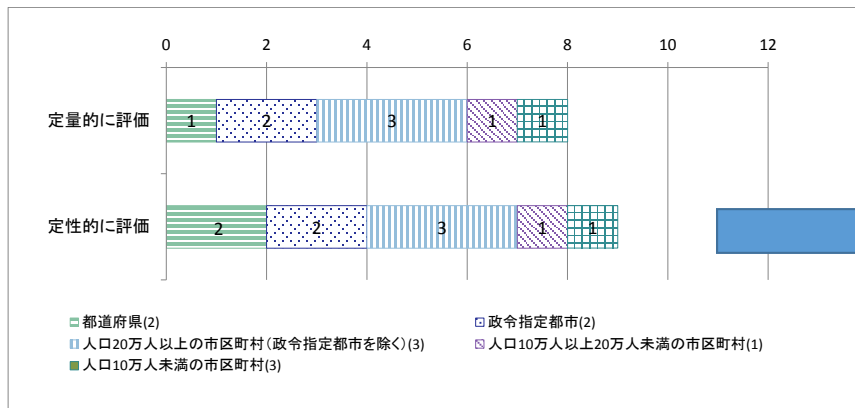 0 2 4 6 8 10 12
定量的に評価 1 2 3 1 1
定性的に評価 2 2 3 1 1
都道府県(2) 政令指定都市(2)
人口20万人以上の市区町村(政令指定都市を除く)(3) 人口10万人以上20万人未満の市区町村(1)
人口10万人未満の市区町村(3)